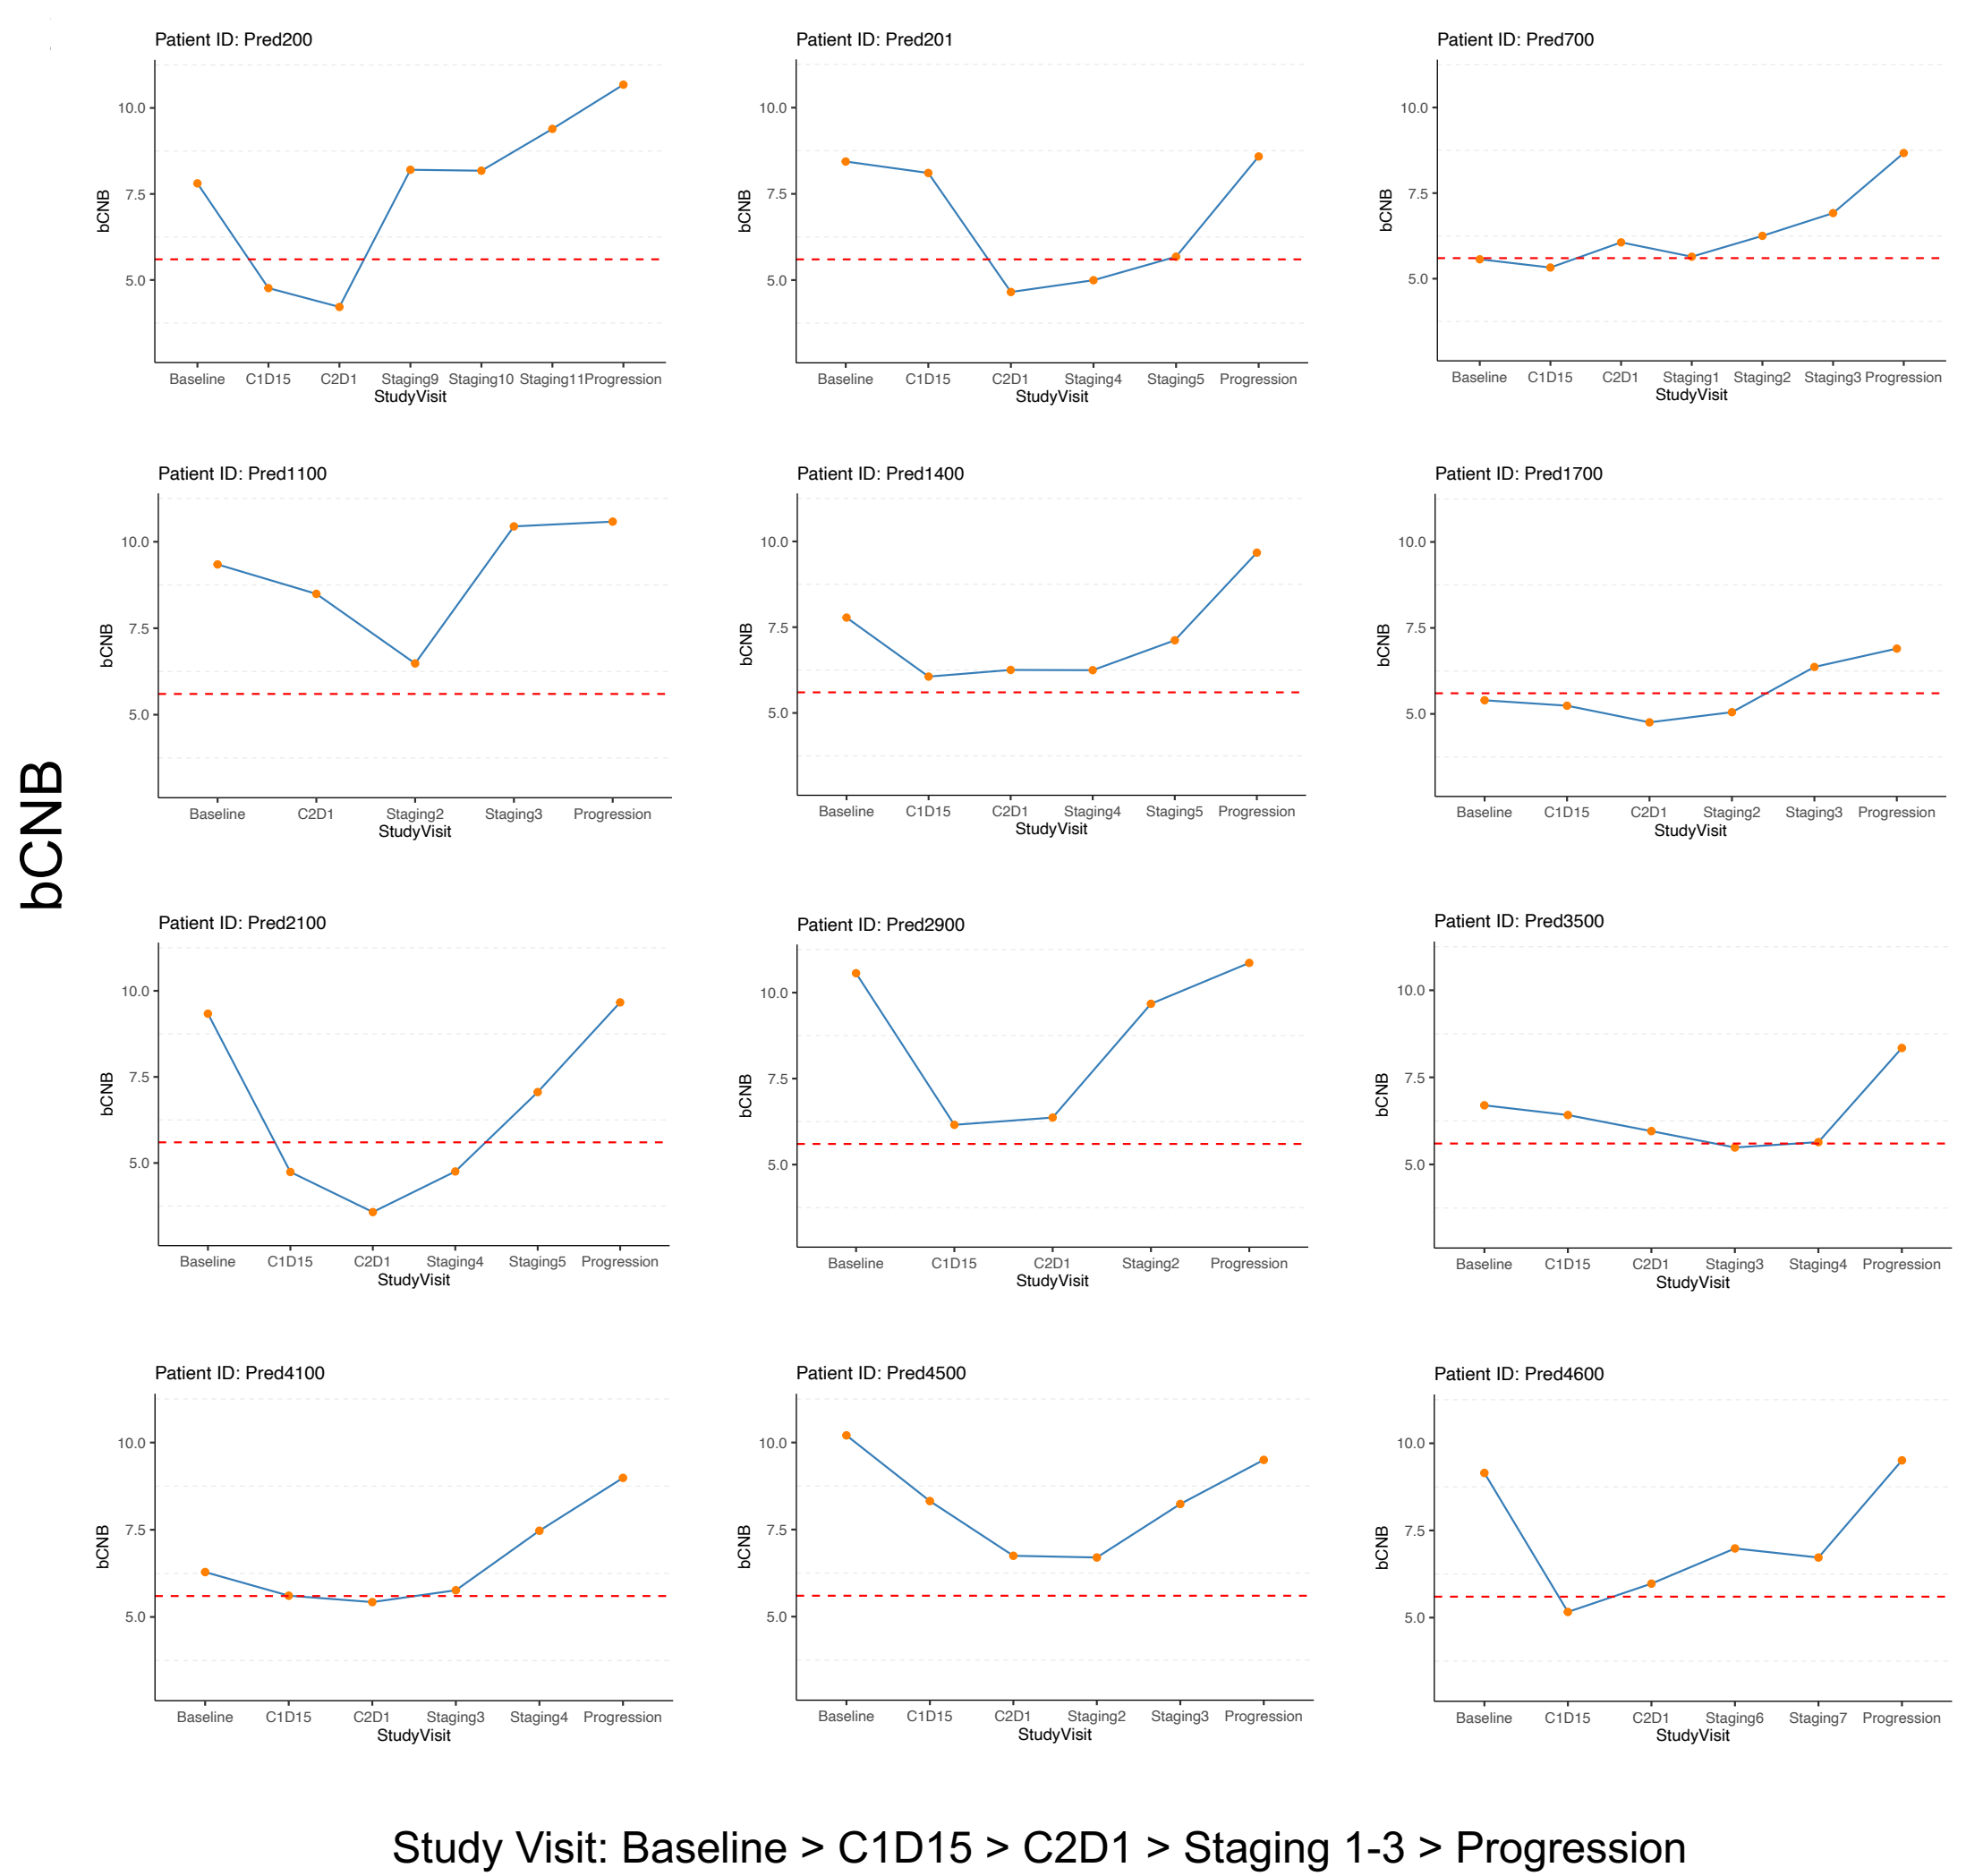 Patient ID: Pred200
10.0
7.5
5.0
bCNB
Baseline C1D15 C2D1 Staging9 Staging10 Staging11 Progression
StudyVisit
Patient ID: Pred201
10.0
7.5
5.0
bCNB
Baseline C1D15 C2D1 Staging4 Staging5 Progression
StudyVisit
Patient ID: Pred700
10.0
7.5
5.0
bCNB
Baseline C1D15 C2D1 Staging1 Staging2 Staging3 Progression
StudyVisit
bCNB
Patient ID: Pred1100
10.0
7.5
5.0
bCNB
Baseline C2D1 Staging2 Staging3 Progression
StudyVisit
Patient ID: Pred1400
10.0
7.5
5.0
bCNB
Baseline C1D15 C2D1 Staging4 Staging5 Progression
StudyVisit
Patient ID: Pred1700
10.0
7.5
5.0
bCNB
Baseline C1D15 C2D1 Staging2 Staging3 Progression
StudyVisit
Patient ID: Pred2100
10.0
7.5
5.0
bCNB
Baseline C1D15 C2D1 Staging4 Staging5 Progression
StudyVisit
Patient ID: Pred2900
10.0
7.5
5.0
bCNB
Baseline C1D15 C2D1 Staging2 Progression
StudyVisit
Patient ID: Pred3500
10.0
7.5
5.0
bCNB
Baseline C1D15 C2D1 Staging3 Staging4 Progression
StudyVisit
Patient ID: Pred4100
10.0
7.5
5.0
bCNB
Baseline C1D15 C2D1 Staging3 Staging4 Progression
StudyVisit
Patient ID: Pred4500
10.0
7.5
5.0
bCNB
Baseline C1D15 C2D1 Staging2 Staging3 Progression
StudyVisit
Patient ID: Pred4600
10.0
7.5
5.0
bCNB
Baseline C1D15 C2D1 Staging6 Staging7 Progression
StudyVisit
Study Visit: Baseline > C1D15 > C2D1 > Staging 1-3 > Progression